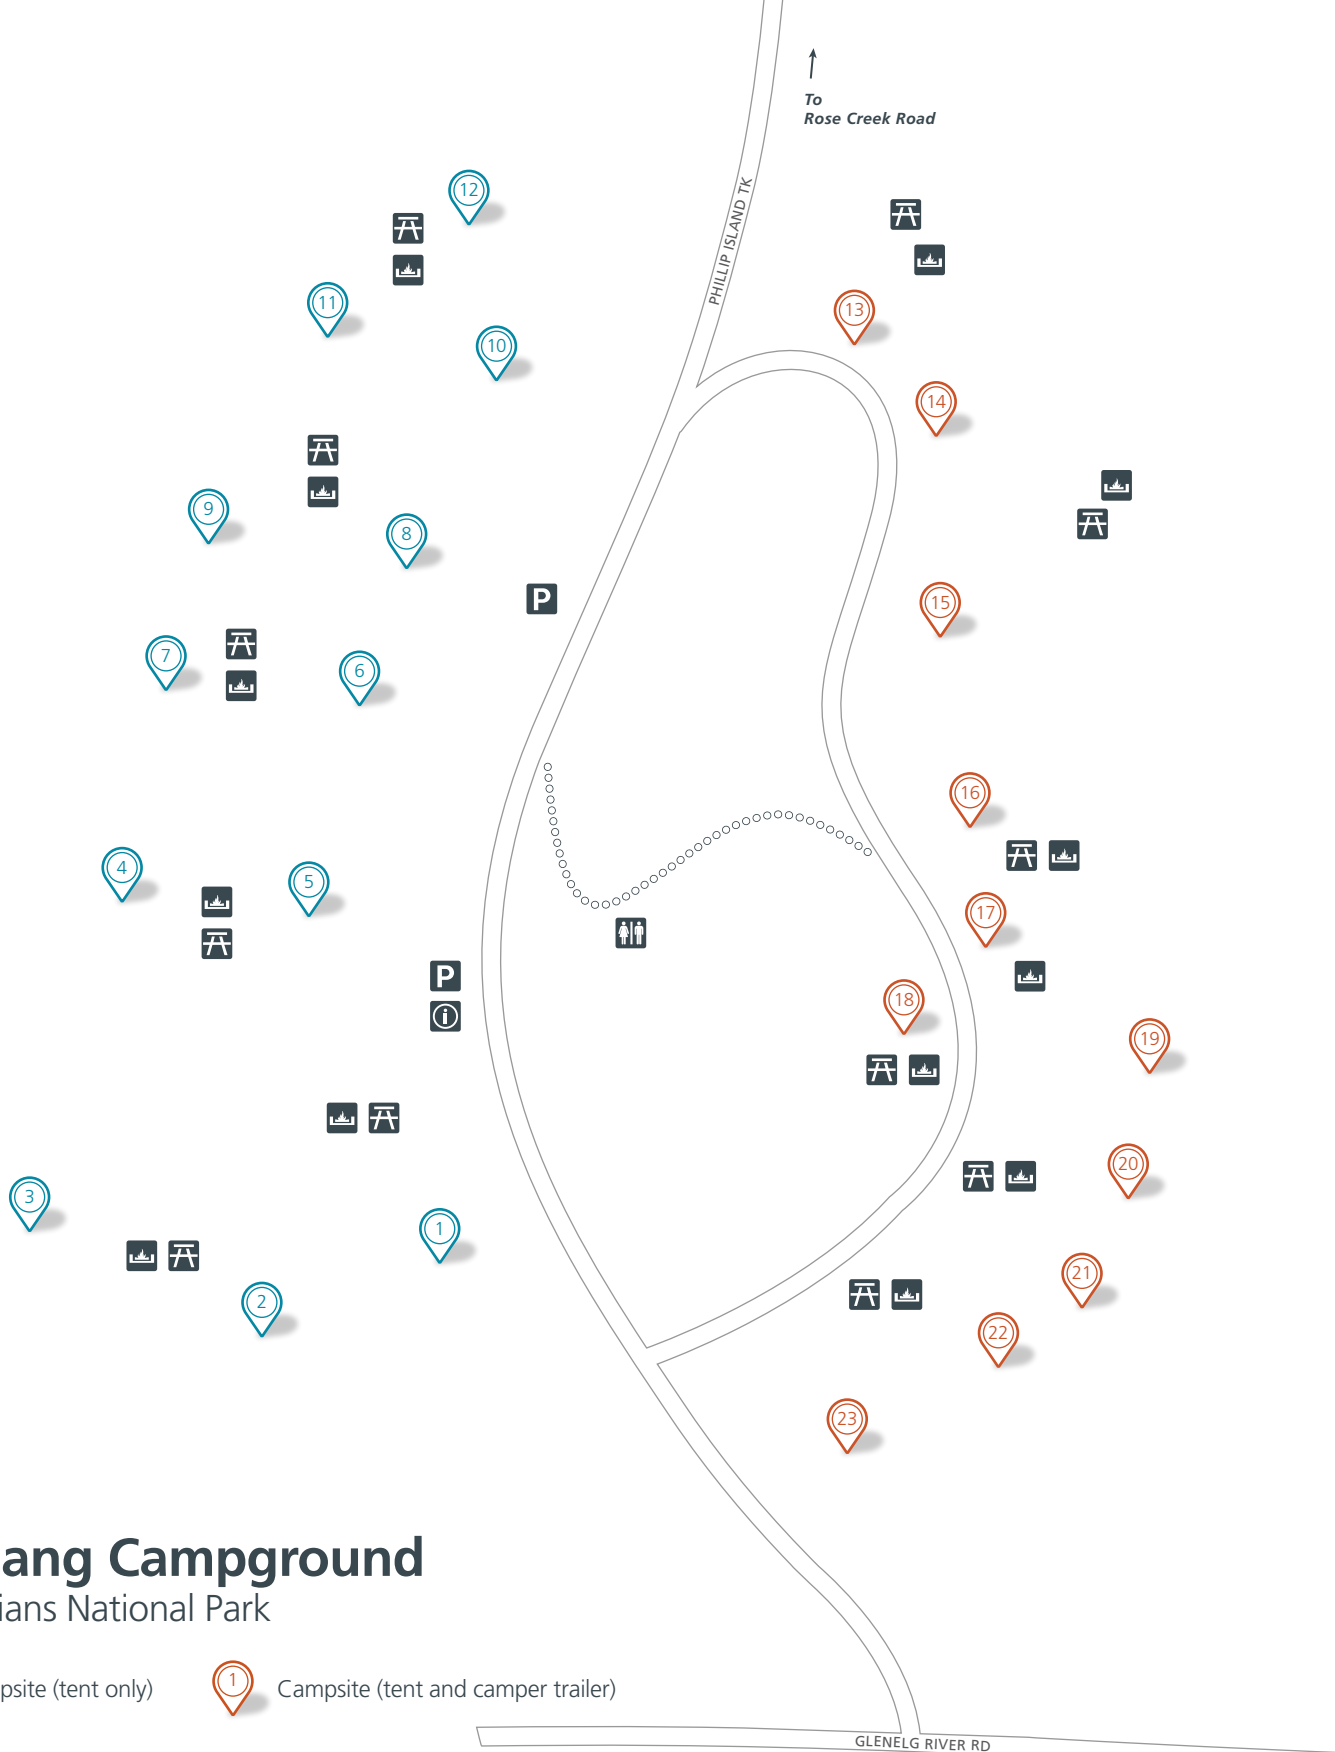 To
Rose Creek Road
PHILLIP ISLAND TK
12
11
10
13
14
9
8
P
15
7
6
16
4
5
17
P
i
18
19
20
3
1
21
2
22
23
ang Campground
ians National Park
psite (tent only)
1
Campsite (tent and camper trailer)
GLENELG RIVER RD